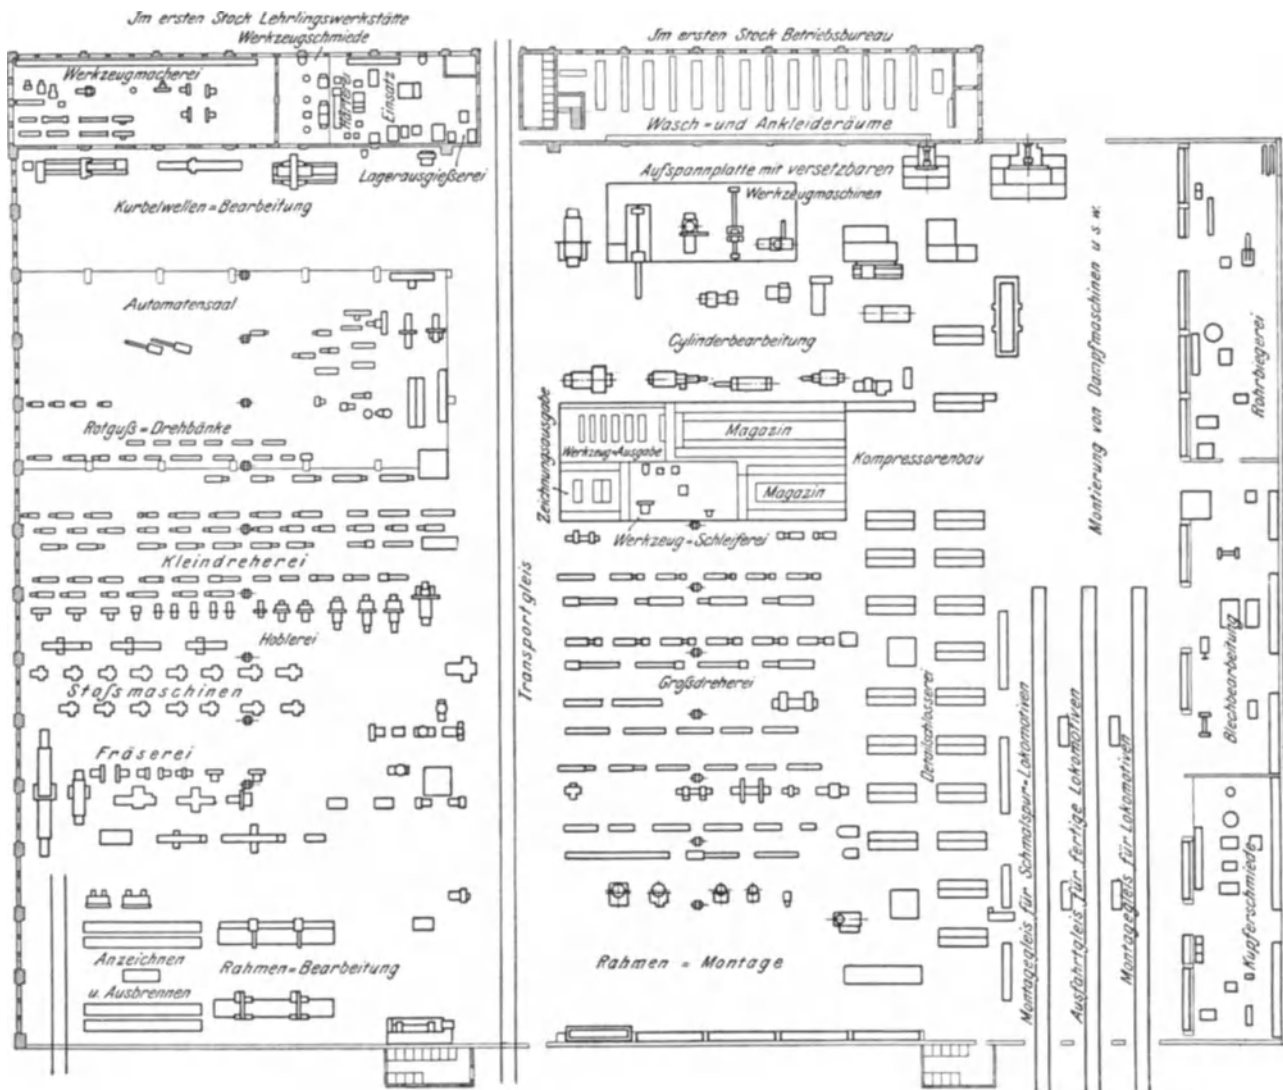 Jm ersten Stock Lehrlingswerkstätte
Werkzeugschmiede
Werkzeugmacherei
Härterei
Einsatz
Lagerausgießerei
Kurbelwellen=Bearbeitung
Automatensaal
Rotguß=Drehbänke
Kleindreherei
Hoblerei
Stoßmaschinen
Fräserei
Anzeichnen
u. Ausbrennen
Rahmen=Bearbeitung
Transportgleis
Jm ersten Stock Betriebsbureau
Wasch=und Ankleideräume
Aufspannplatte mit versetzbaren
Werkzeugmaschinen
Cylinderbearbeitung
Zeichnungsausgabe
Werkzeug=Ausgabe
Magazin
Magazin
Werkzeug=Schleiferei
Kompressorenbau
Großdreherei
Detailschlosserei
Rahmen = Montage
Montagegleis für Schmalspur=Lokomotiven
Ausfahrtgleis für fertige Lokomotiven
Montagegleis für Lokomotiven
Montierung von Dampfmaschinen u.s.w.
Rohrbiegerei
Blechbearbeitung
Kupferschmiede